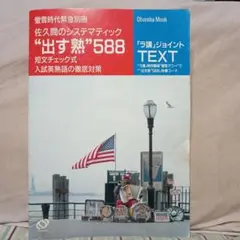 螢雪時代緊急別冊
Obunsha Mook
佐久間のシステマティック
“出す熟”588
短文チェック式
入試英熟語の徹底対策
「ラ講」ジョイント
TEXT